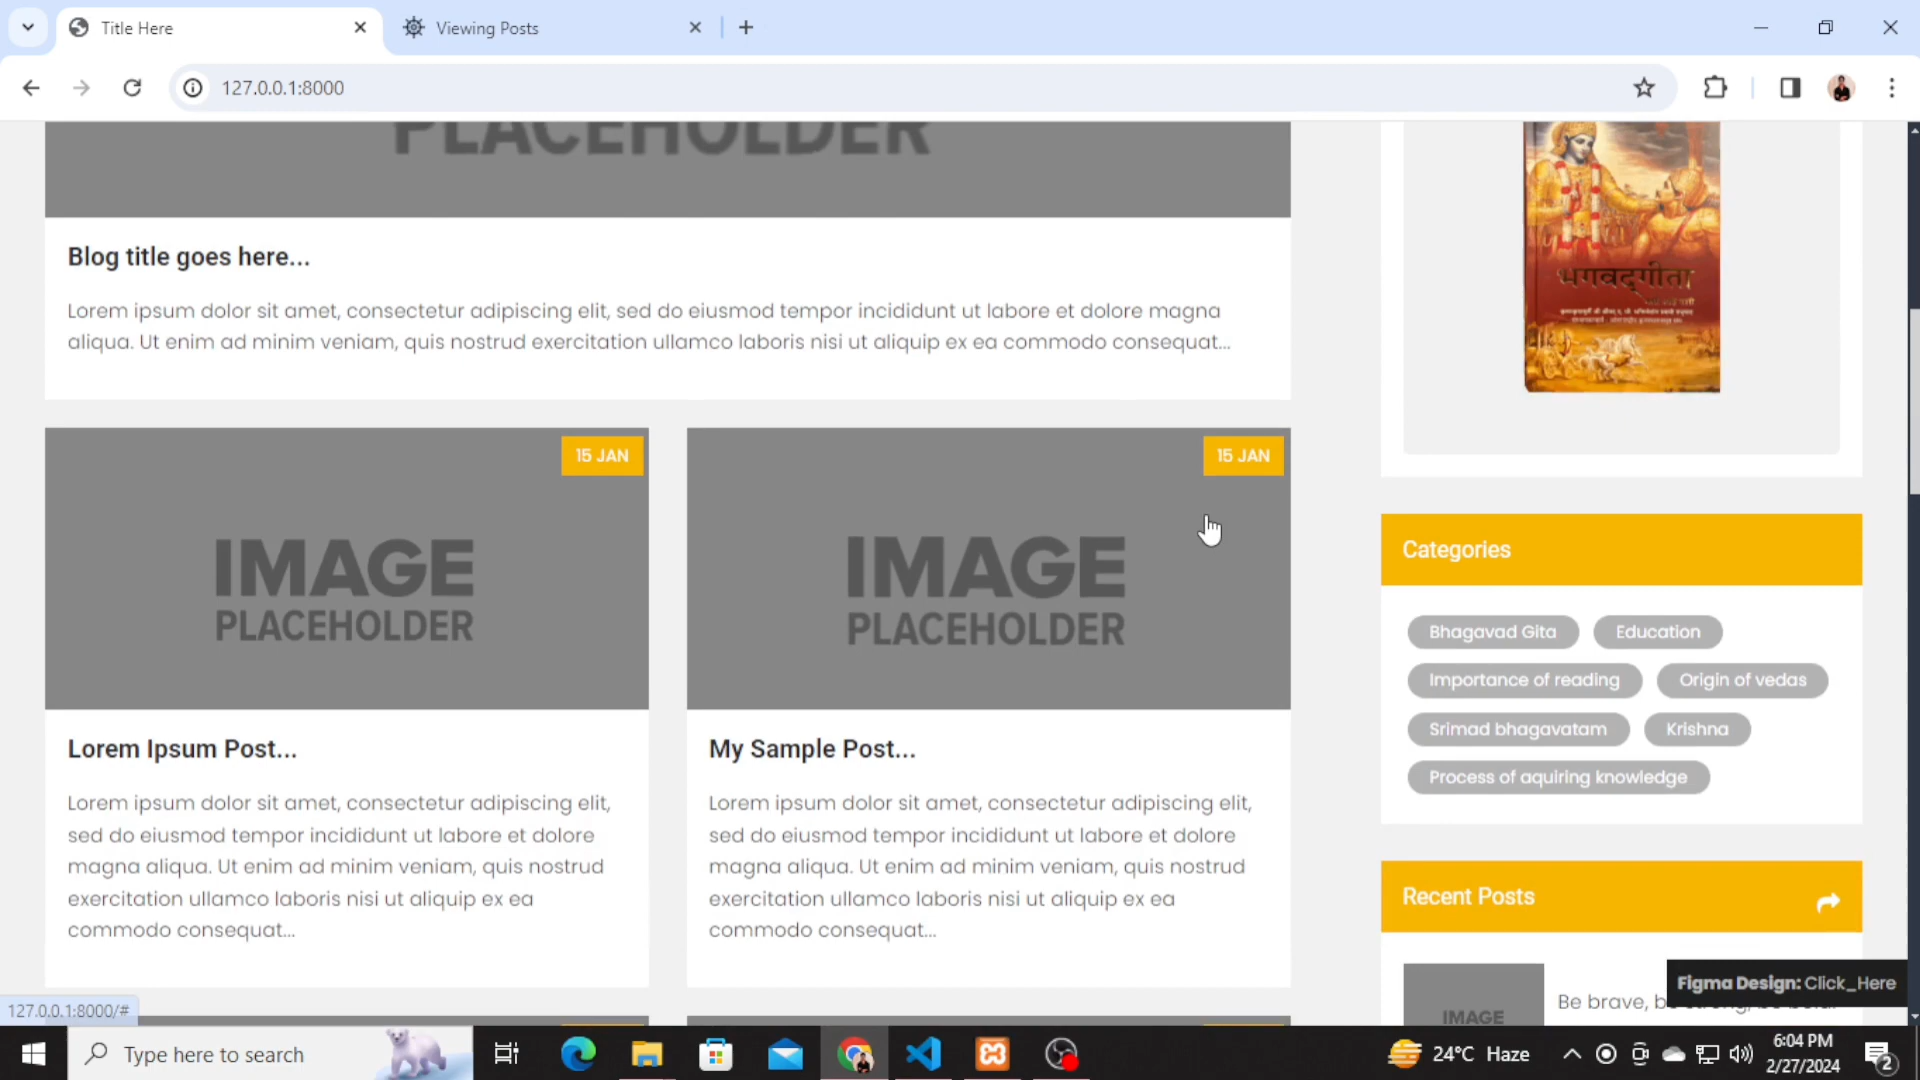 Title Here
Viewing Posts
127.0.0.1:8000
PLACEHOLDER
Blog title goes here...
Lorem ipsum dolor sit amet, consectetur adipiscing elit, sed do eiusmod tempor incididunt ut labore et dolore magna
aliqua. Ut enim ad minim veniam, quis nostrud exercitation ullamco laboris nisi ut aliquip ex ea commodo consequat...
15 JAN
IMAGE
PLACEHOLDER
Lorem Ipsum Post...
Lorem ipsum dolor sit amet, consectetur adipiscing elit,
sed do eiusmod tempor incididunt ut labore et dolore
magna aliqua. Ut enim ad minim veniam, quis nostrud
exercitation ullamco laboris nisi ut aliquip ex ea
commodo consequat...
15 JAN
IMAGE
PLACEHOLDER
My Sample Post...
Lorem ipsum dolor sit amet, consectetur adipiscing elit,
sed do eiusmod tempor incididunt ut labore et dolore
magna aliqua. Ut enim ad minim veniam, quis nostrud
exercitation ullamco laboris nisi ut aliquip ex ea
commodo consequat...
भगवद्गीता
Categories
Bhagavad Gita
Education
Importance of reading
Origin of vedas
Srimad bhagavatam
Krishna
Process of aquiring knowledge
Recent Posts
IMAGE
Be brave,
Figma Design: Click_Here
127.0.0.1:8000/#
Type here to search
24°C Haze
6:04 PM
2/27/2024
2